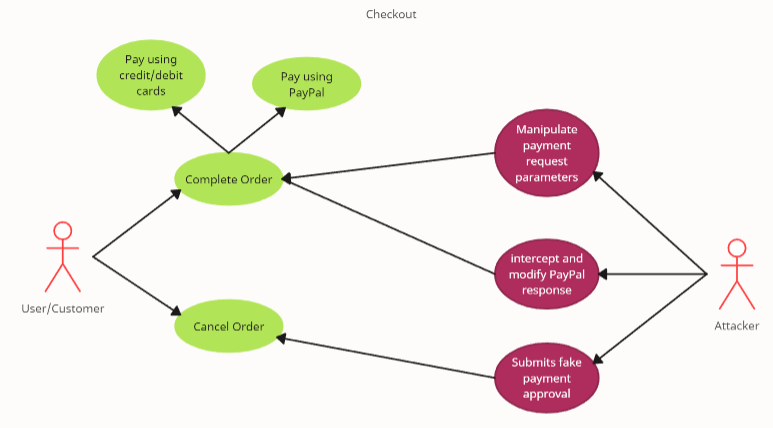 Checkout
Pay using
credit/debit
cards
Pay using
PayPal
Manipulate
payment
request
parameters
Complete Order
intercept and
modify PayPal
response
User/Customer
Attacker
Cancel Order
Submits fake
payment
approval